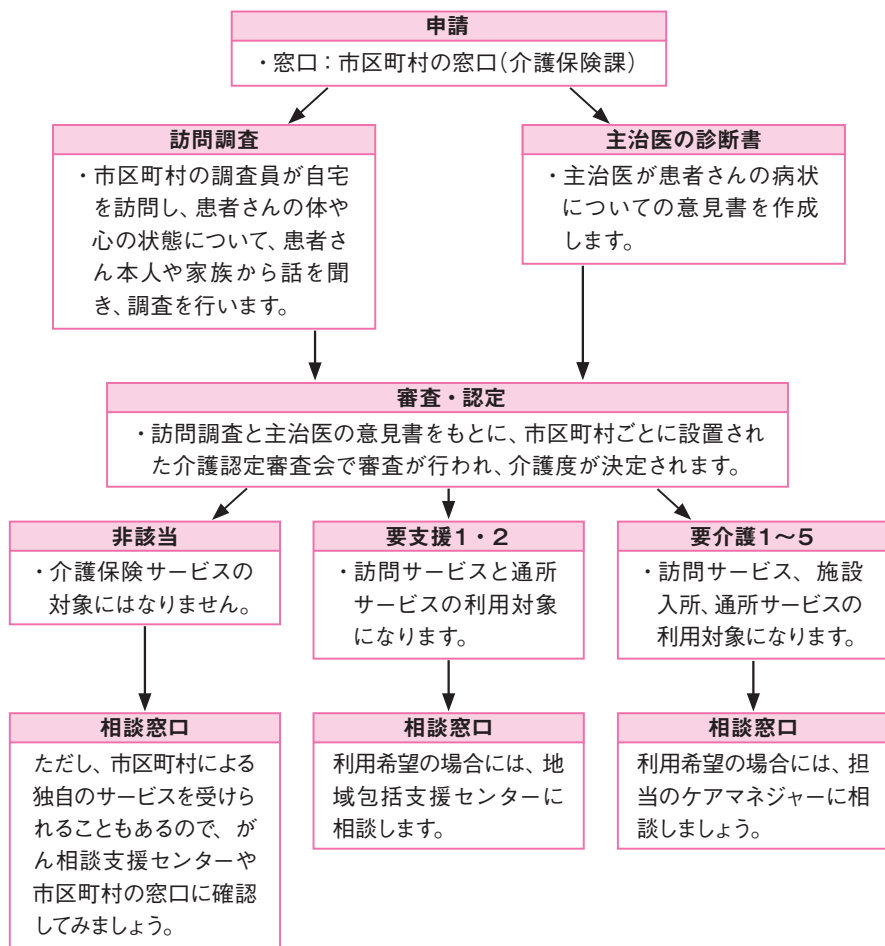 申請
・窓口：市区町村の窓口（介護保険課）
訪問調査
・市区町村の調査員が自宅
を訪問し、患者さんの体や
心の状態について、患者さ
ん本人や家族から話を聞
き、調査を行います。
主治医の診断書
・主治医が患者さんの病状
についての意見書を作成
します。
審査・認定
・訪問調査と主治医の意見書をもとに、市区町村ごとに設置され
た介護認定審査会で審査が行われ、介護度が決定されます。
非該当
・介護保険サービスの
対象にはなりません。
要支援1・2
・訪問サービスと通所
サービスの利用対象
になります。
要介護1～5
・訪問サービス、施設
入所、通所サービスの
利用対象になります。
相談窓口
ただし、市区町村による
独自のサービスを受けら
れることもあるので、が
ん相談支援センターや
市区町村の窓口に確認
してみましょう。
相談窓口
利用希望の場合には、地
域包括支援センターに
相談します。
相談窓口
利用希望の場合には、担
当のケアマネジャーに相
談しましょう。